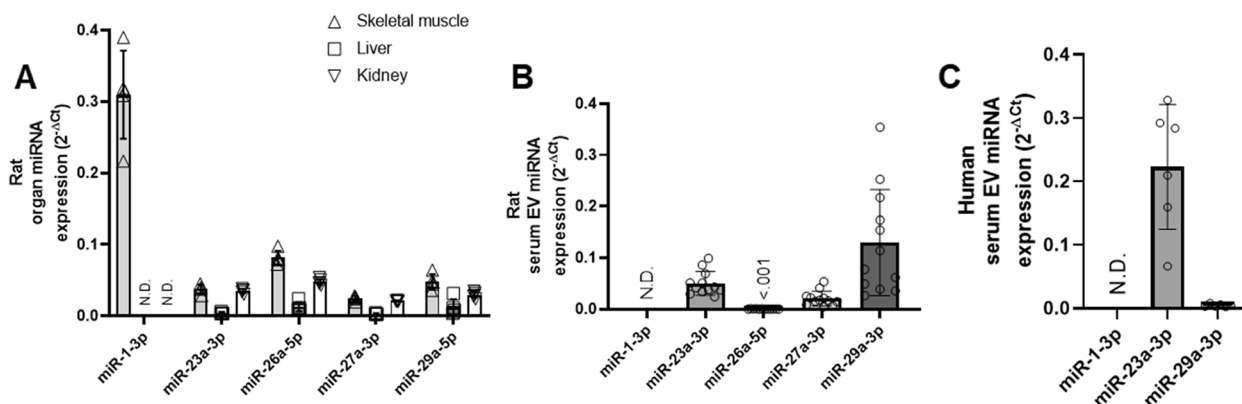 A
Rat
organ miRNA
expression (2-ΔCt)
0.4
0.3
0.2
0.1
0.0
Skeletal muscle
Liver
Kidney
N.D.
N.D.
miR-1-3p
miR-23a-3p
miR-26a-5p
miR-27a-3p
miR-29a-5p
B
Rat
serum EV miRNA
expression (2-ΔCt)
0.4
0.3
0.2
0.1
0.0
N.D.
<.001
miR-1-3p
miR-23a-3p
miR-26a-5p
miR-27a-3p
miR-29a-3p
C
Human
serum EV miRNA
expression (2-ΔCt)
0.4
0.3
0.2
0.1
0.0
N.D.
miR-1-3p
miR-23a-3p
miR-29a-3p